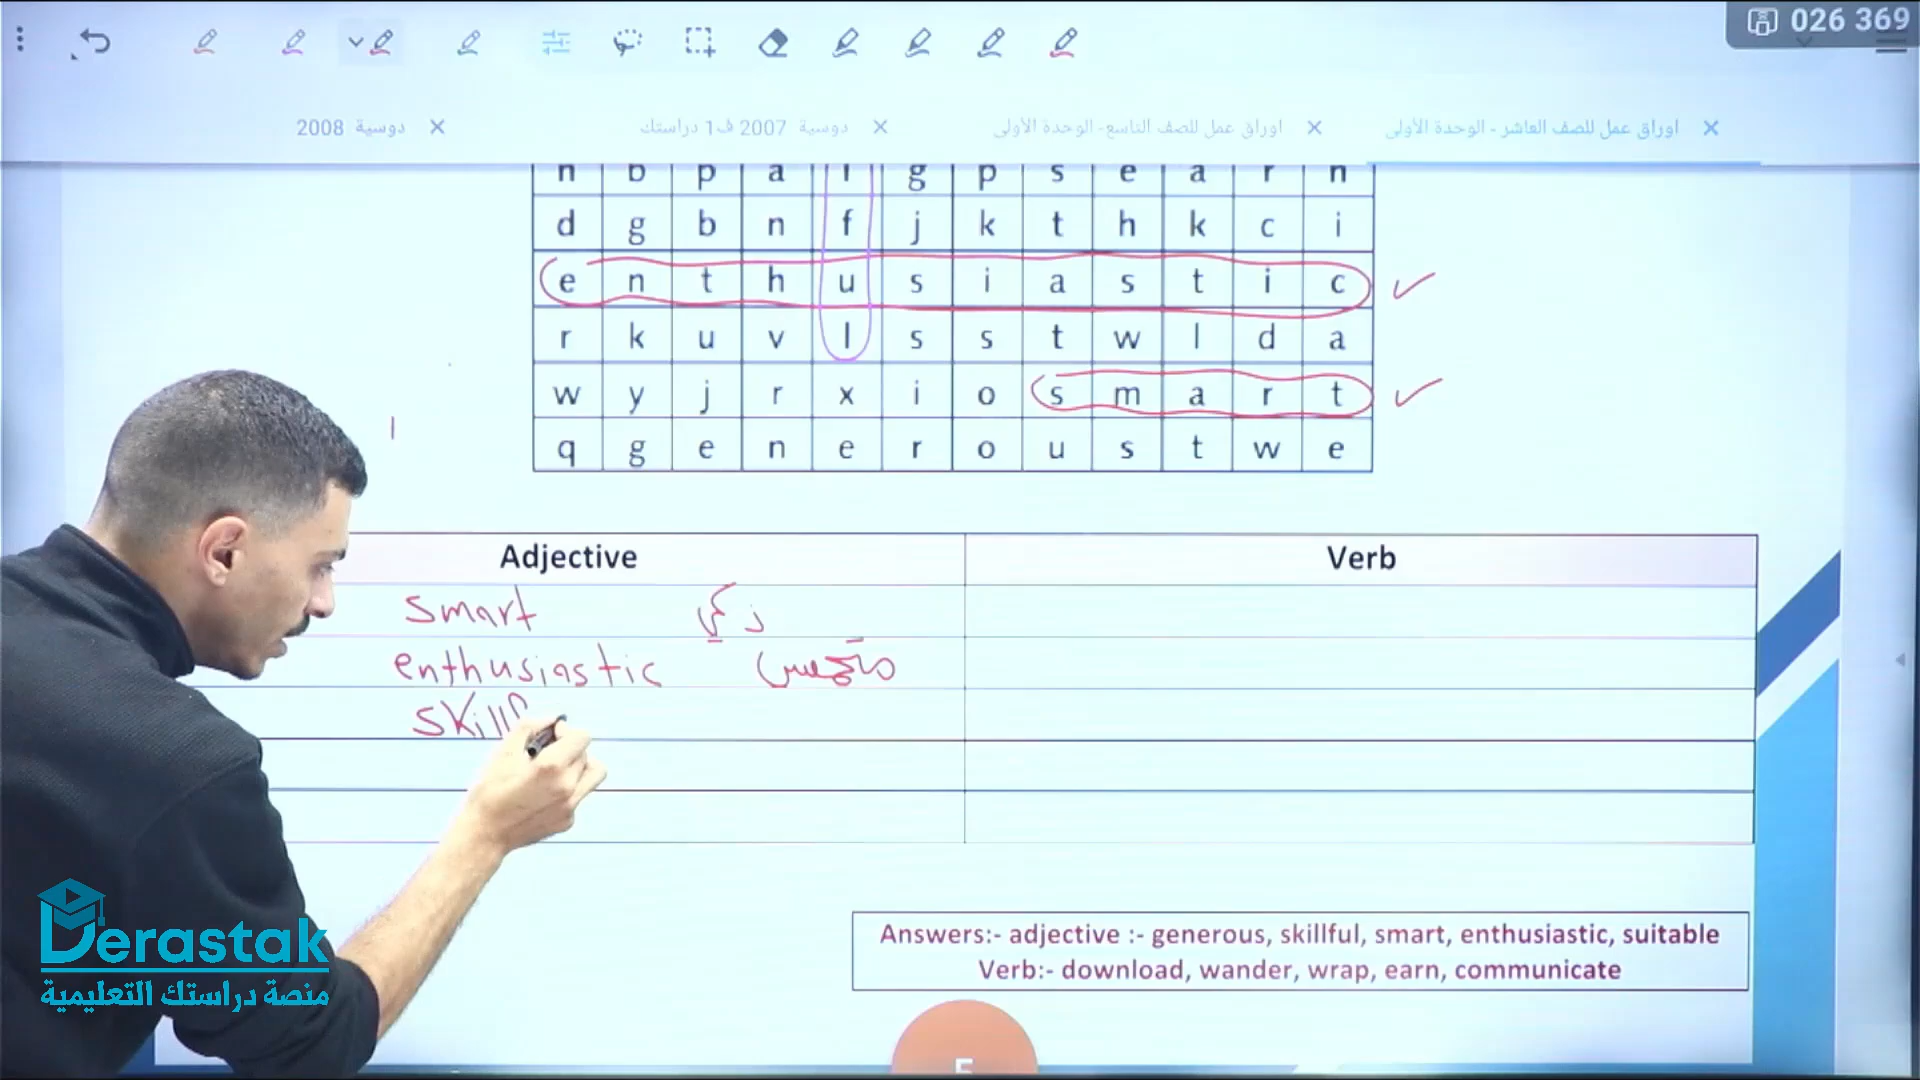 026 369
اوراق عمل للصف العاشر - الوحدة الأولى
اوراق عمل للصف التاسع- الوحدة الأولى
دوسية 2007 ف1 دراستك
دوسية 2008
n b p a l g p s e a r n
d g b n f j k t h k c i
e n t h u s i a s t i c
r k u v l s s t w l d a
w y j r x i o s m a r t
q g e n e r o u s t w e
Adjective Verb
smart ذكي
enthusiastic متحمس
skillf
Answers:- adjective :- generous, skillful, smart, enthusiastic, suitable
Verb:- download, wander, wrap, earn, communicate
Derastak
منصة دراستك التعليمية